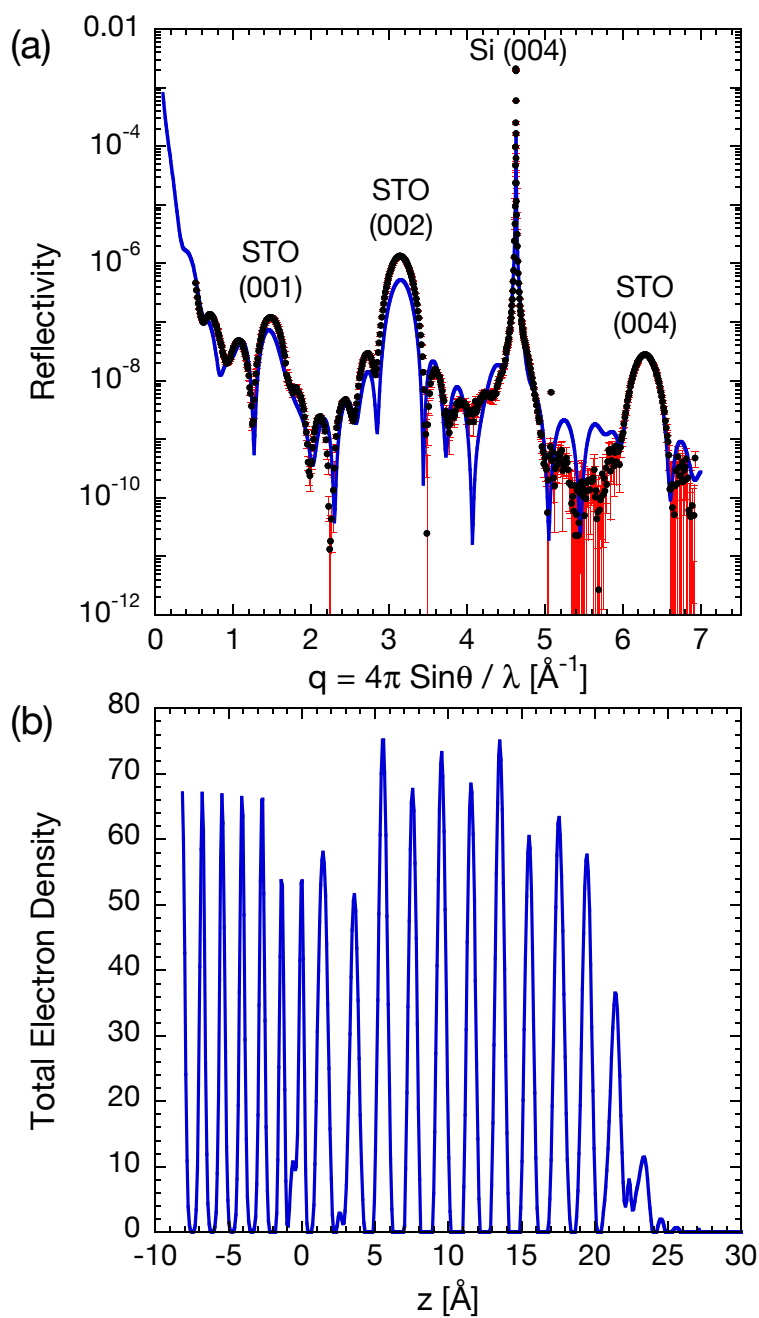 (a)
0.01
10⁻⁴
10⁻⁶
10⁻⁸
10⁻¹⁰
10⁻¹²
Reflectivity
Si (004)
STO
(002)
STO
(001)
STO
(004)
0 1 2 3 4 5 6 7
q = 4π Sinθ / λ [Å⁻¹]
(b)
80
70
60
50
40
30
20
10
0
Total Electron Density
-10 -5 0 5 10 15 20 25 30
z [Å]